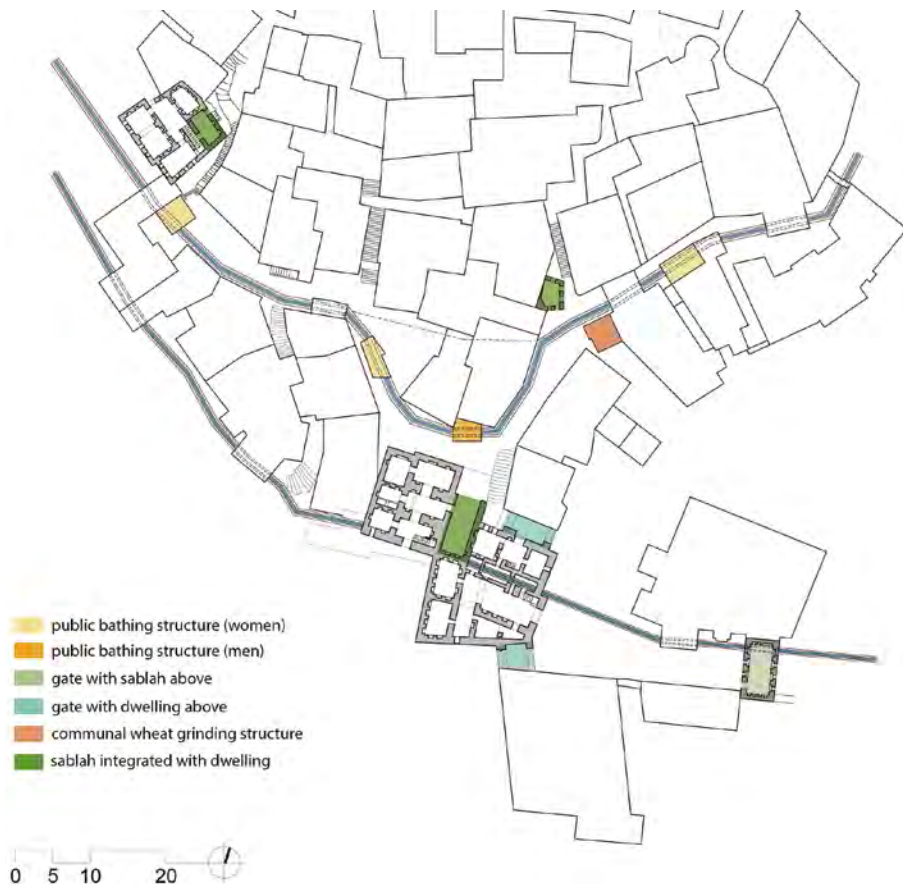 public bathing structure (women)
public bathing structure (men)
gate with sablah above
gate with dwelling above
communal wheat grinding structure
sablah integrated with dwelling
0 5 10 20